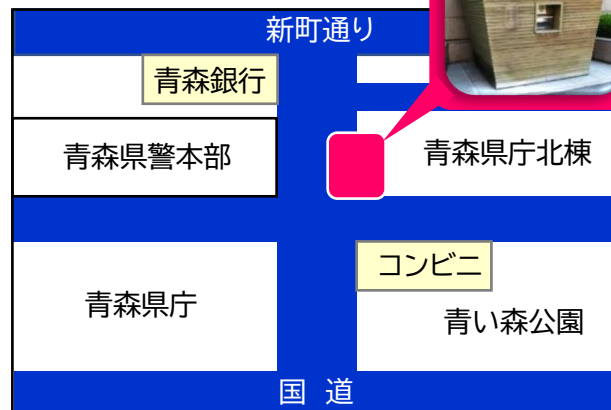 新町通り
青森銀行
青森県警本部
青森県庁北棟
コンビニ
青森県庁
青い森公園
国 道